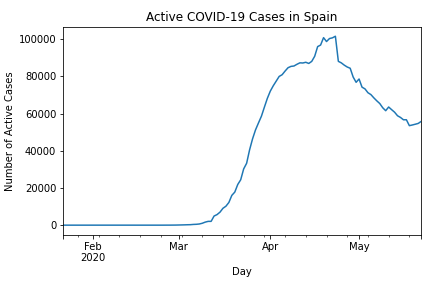 Active COVID-19 Cases in Spain
Number of Active Cases
100000
80000
60000
40000
20000
0
Feb
2020
Mar
Apr
May
Day